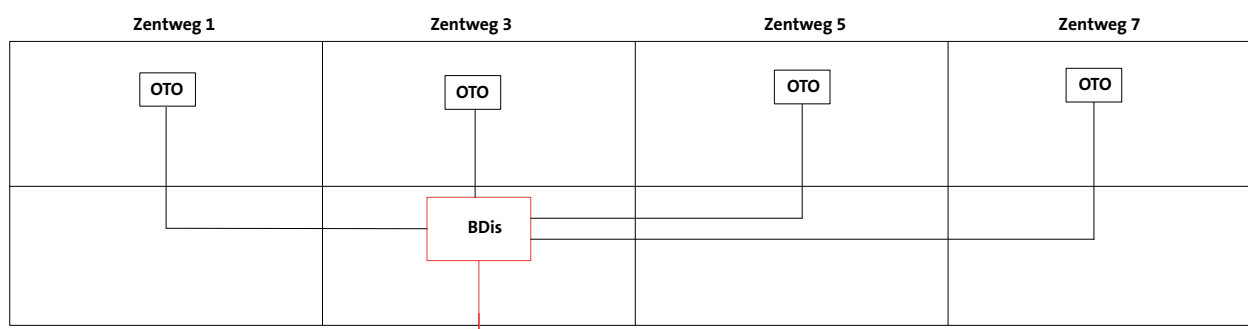 Zentweg 1
Zentweg 3
Zentweg 5
Zentweg 7
OTO
OTO
OTO
OTO
BDis